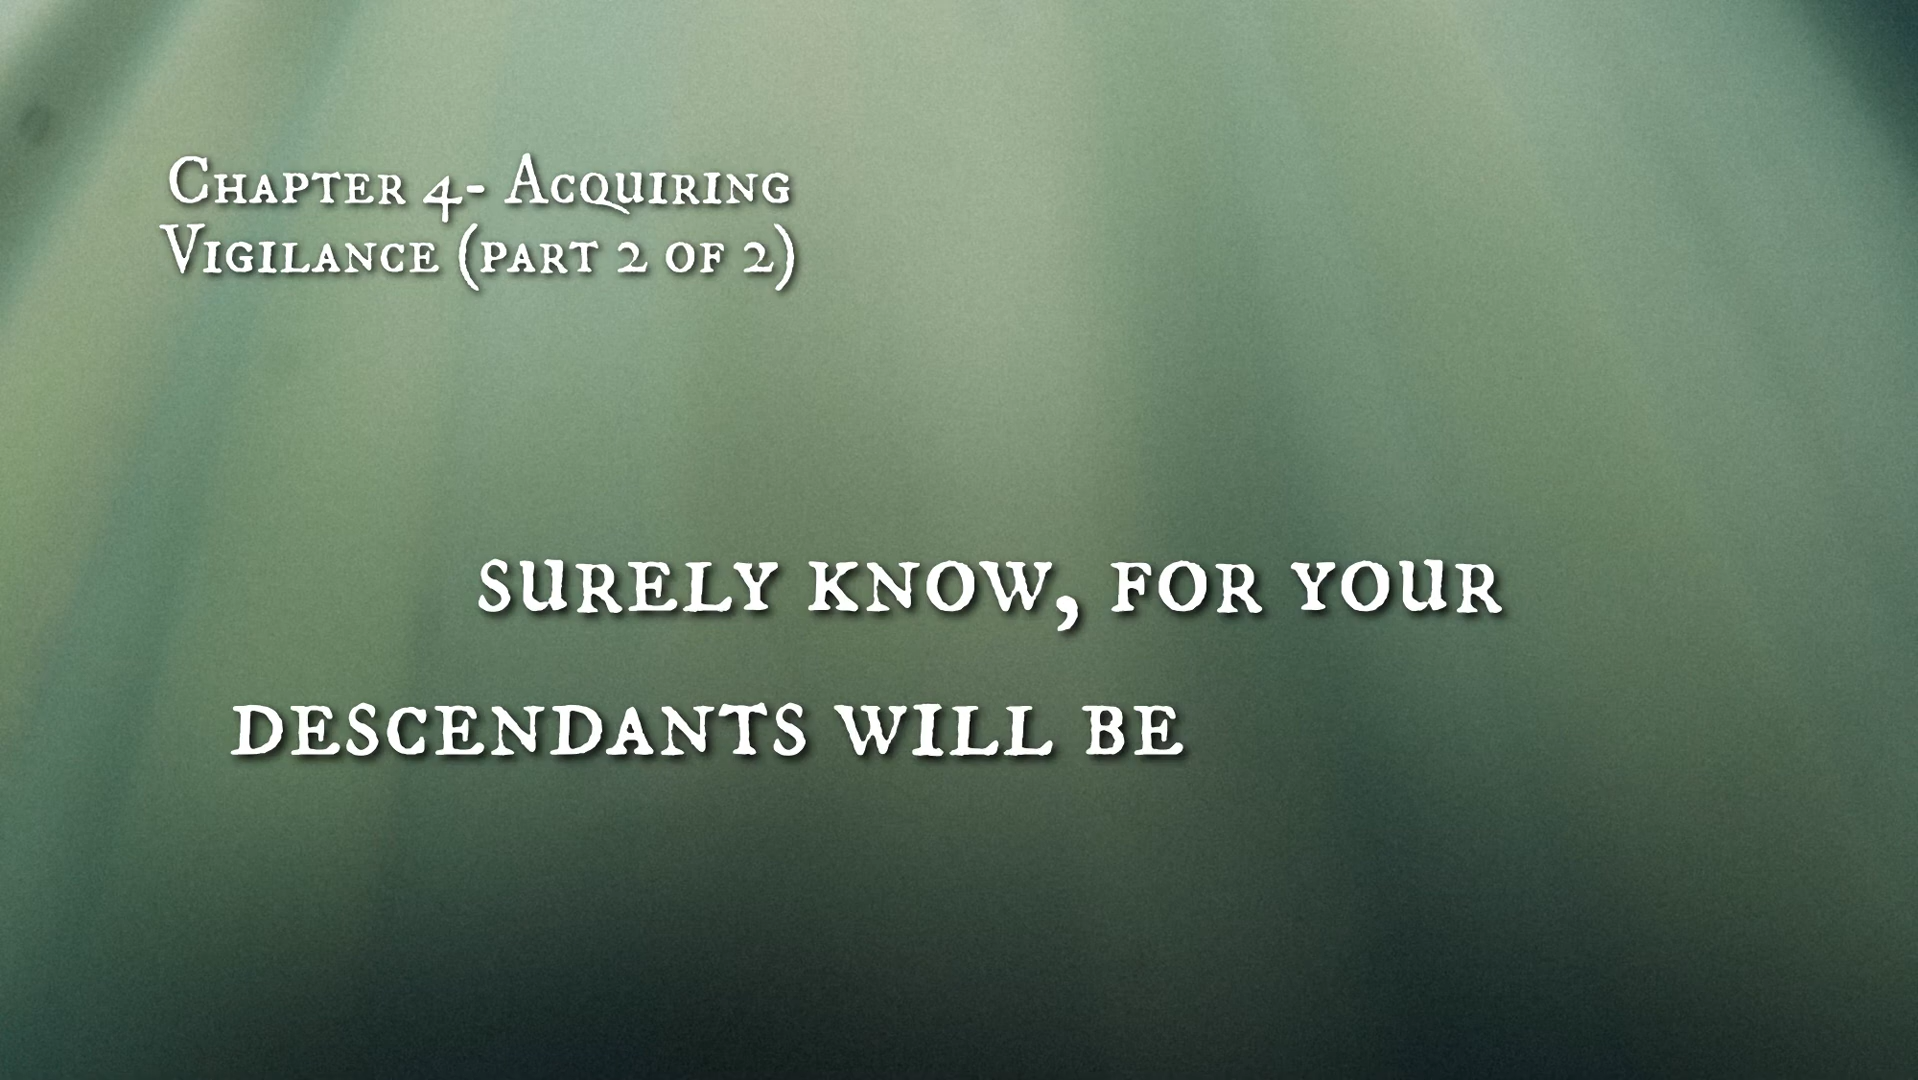 Chapter 4- Acquiring
Vigilance (part 2 of 2)
surely know, for your
descendants will be